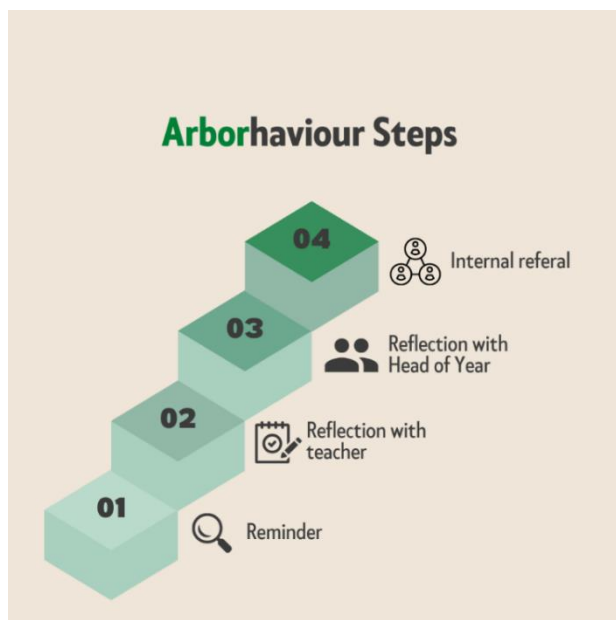 Arborhaviour Steps
04
Internal referal
03
Reflection with
Head of Year
02
Reflection with
teacher
01
Reminder